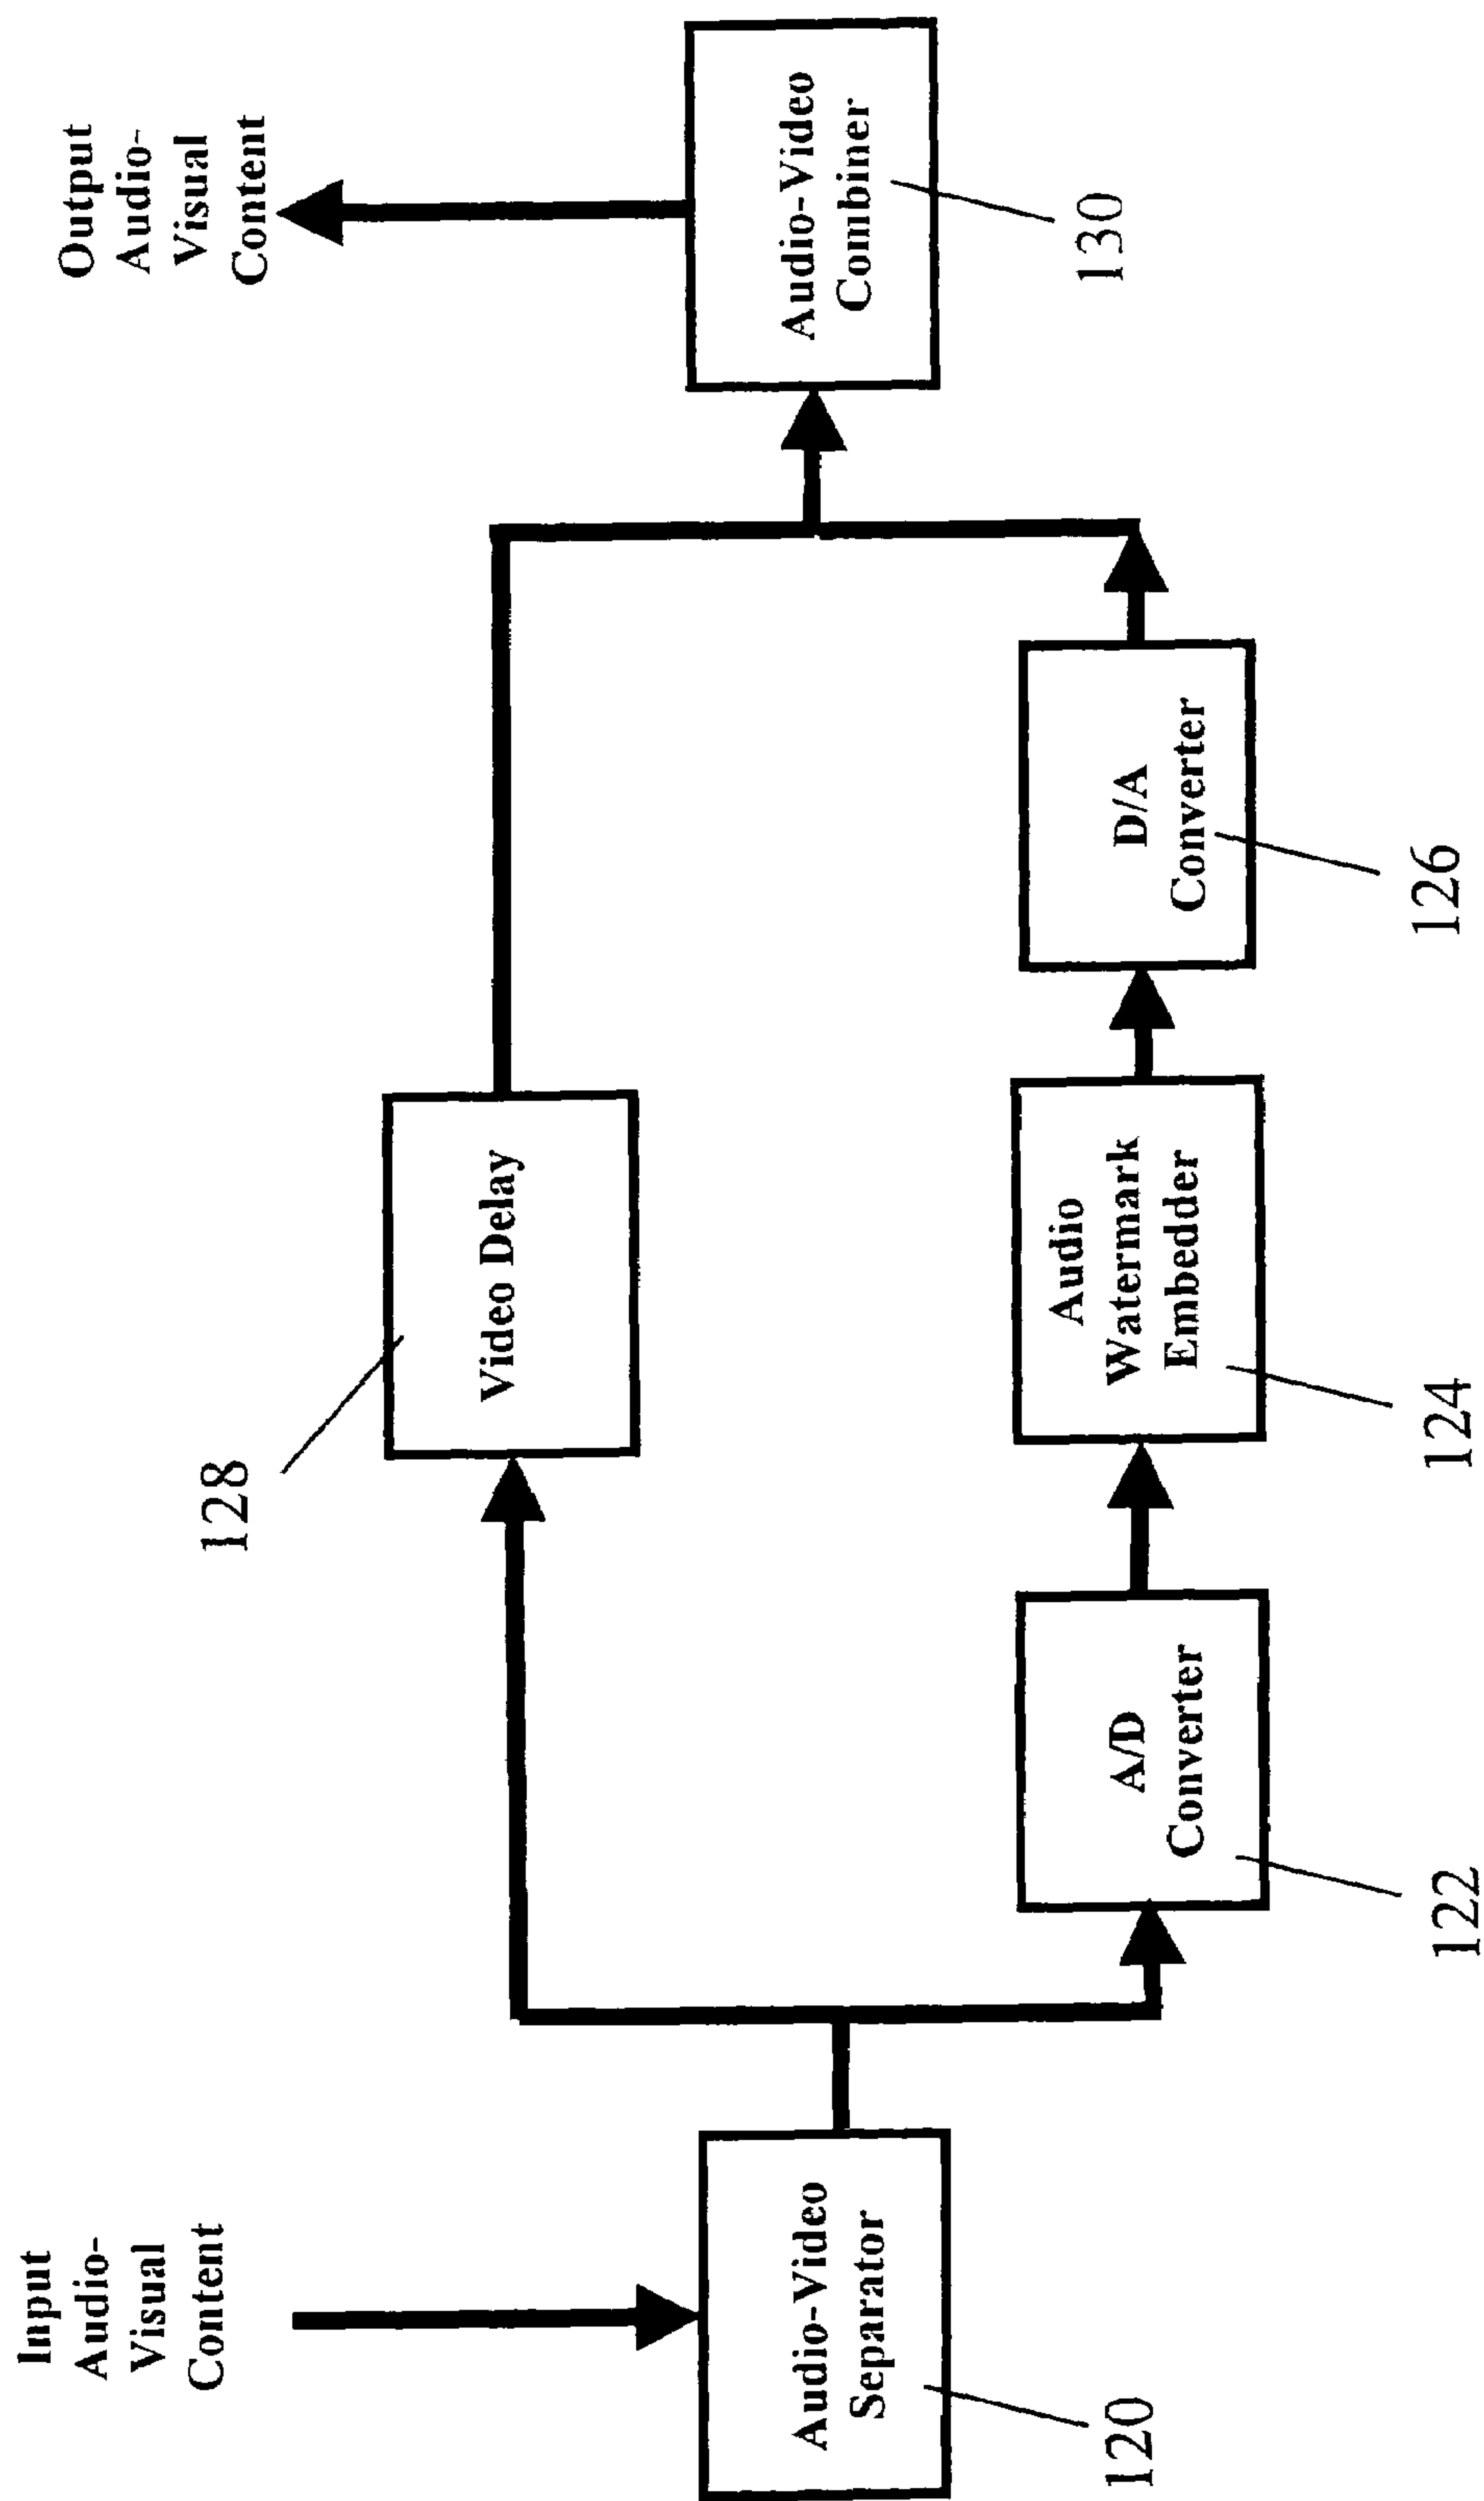 Input
Audio-
Visual
Content
Audio-Video
Separator
120
128
Video Delay
A/D
Converter
122
Audio
Watermark
Embedder
124
D/A
Converter
126
Output
Audio-
Visual
Content
Audio-Video
Combiner
130